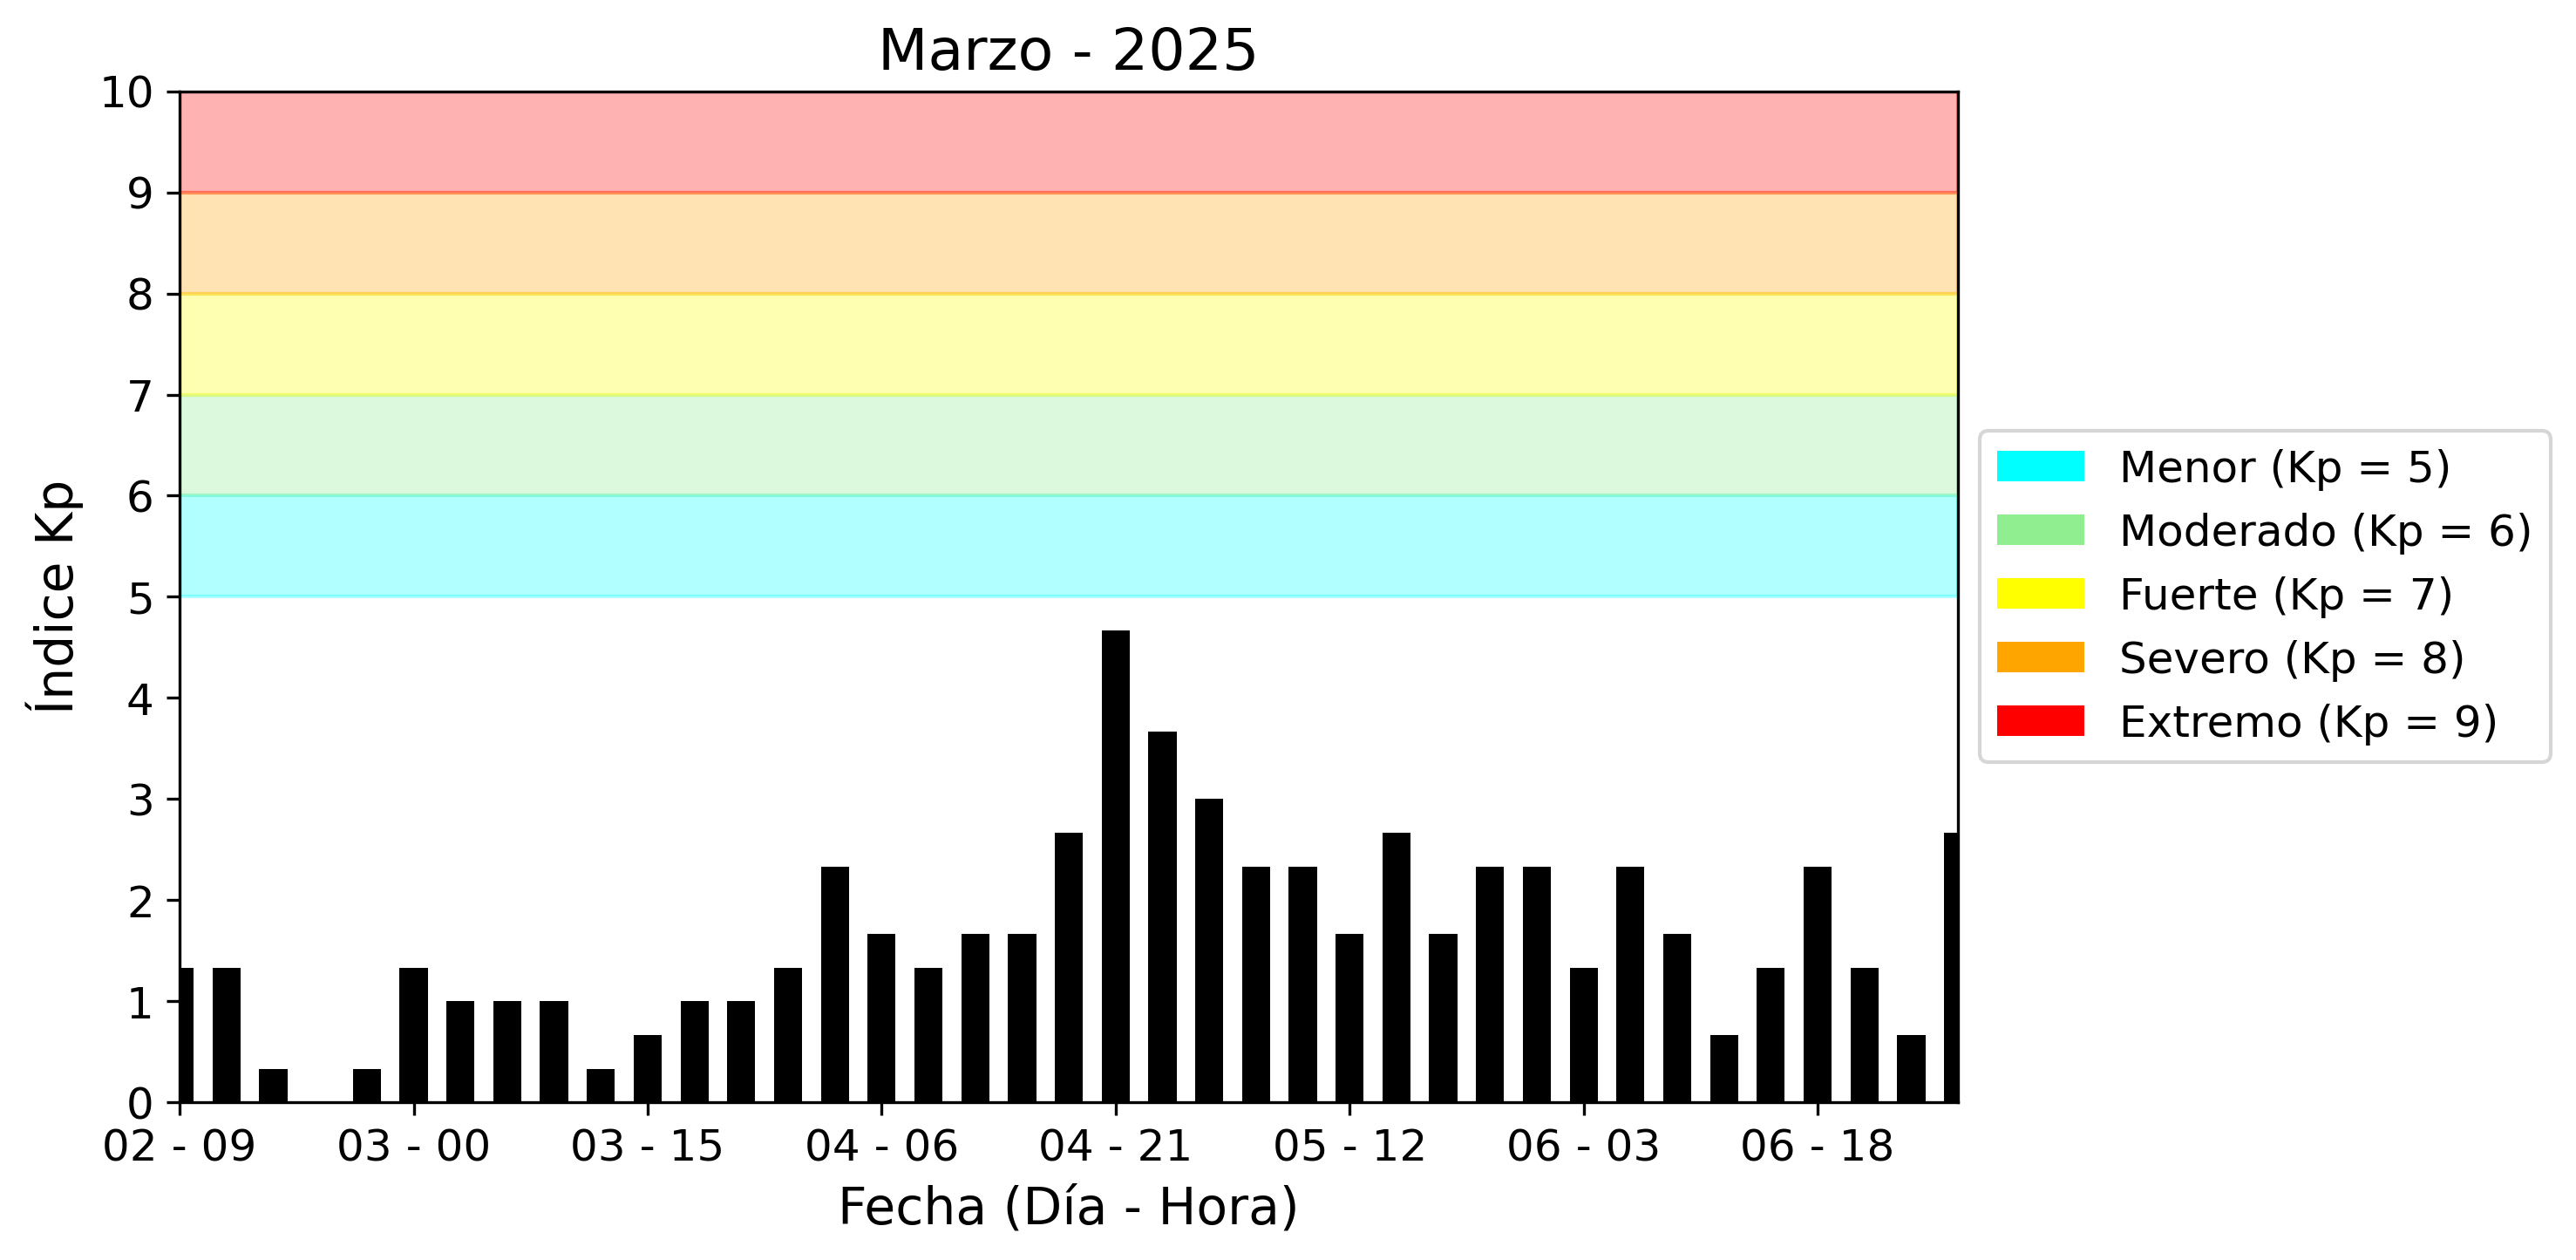 Marzo - 2025
10
9
8
7
6
5
4
3
2
1
0
Índice Kp
02 - 09
03 - 00
03 - 15
04 - 06
04 - 21
05 - 12
06 - 03
06 - 18
Fecha (Día - Hora)
Menor (Kp = 5)
Moderado (Kp = 6)
Fuerte (Kp = 7)
Severo (Kp = 8)
Extremo (Kp = 9)